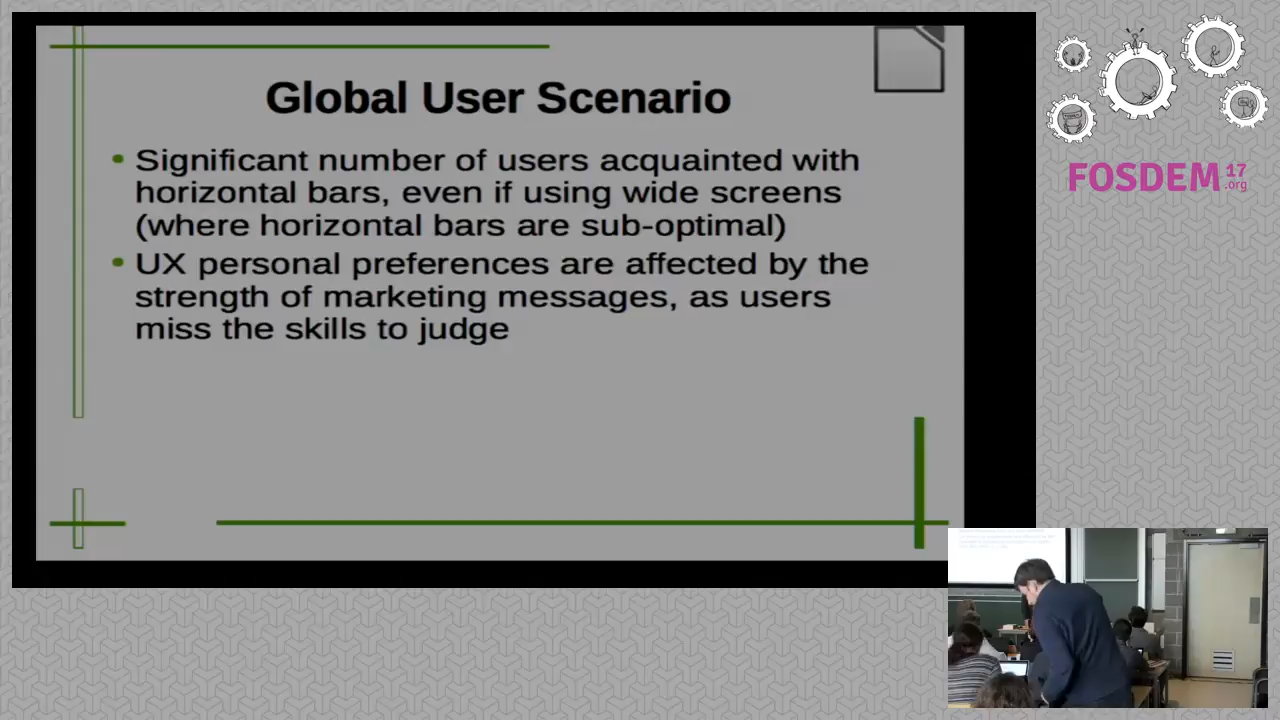 Global User Scenario
• Significant number of users acquainted with
horizontal bars, even if using wide screens
(where horizontal bars are sub-optimal)
• UX personal preferences are affected by the
strength of marketing messages, as users
miss the skills to judge
FOSDEM 17
.org